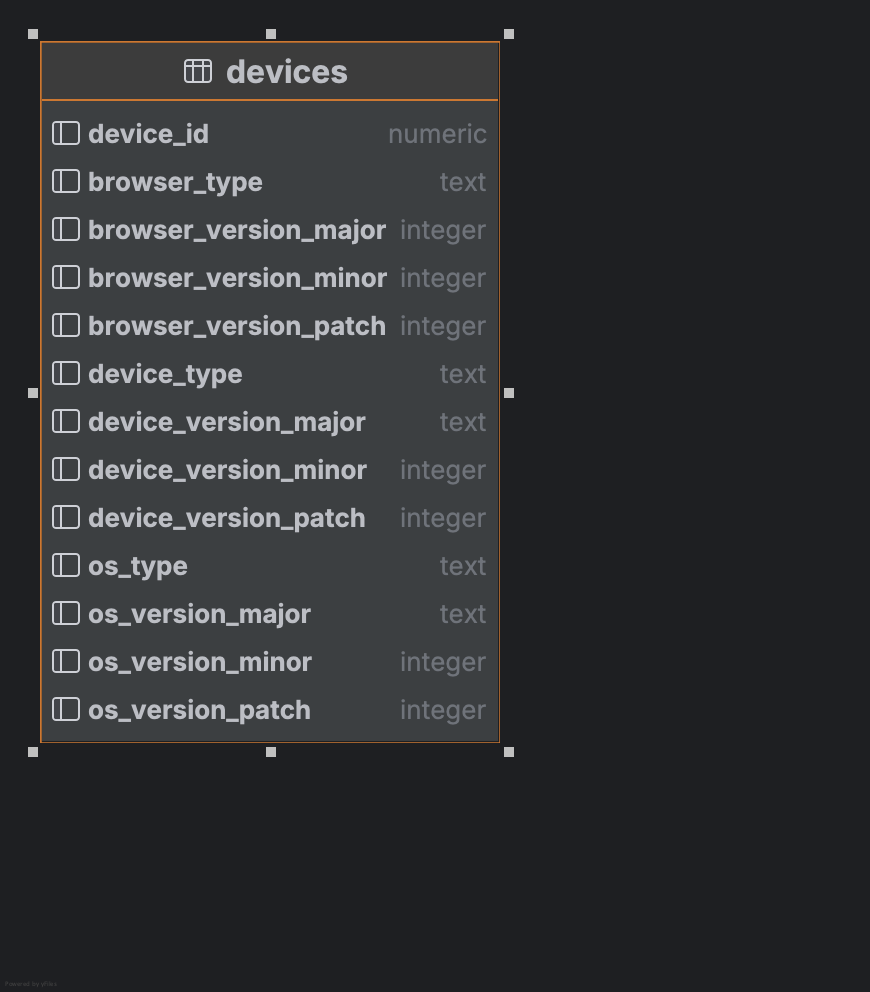 devices
device_id numeric
browser_type text
browser_version_major integer
browser_version_minor integer
browser_version_patch integer
device_type text
device_version_major text
device_version_minor integer
device_version_patch integer
os_type text
os_version_major text
os_version_minor integer
os_version_patch integer
Powered by yFiles